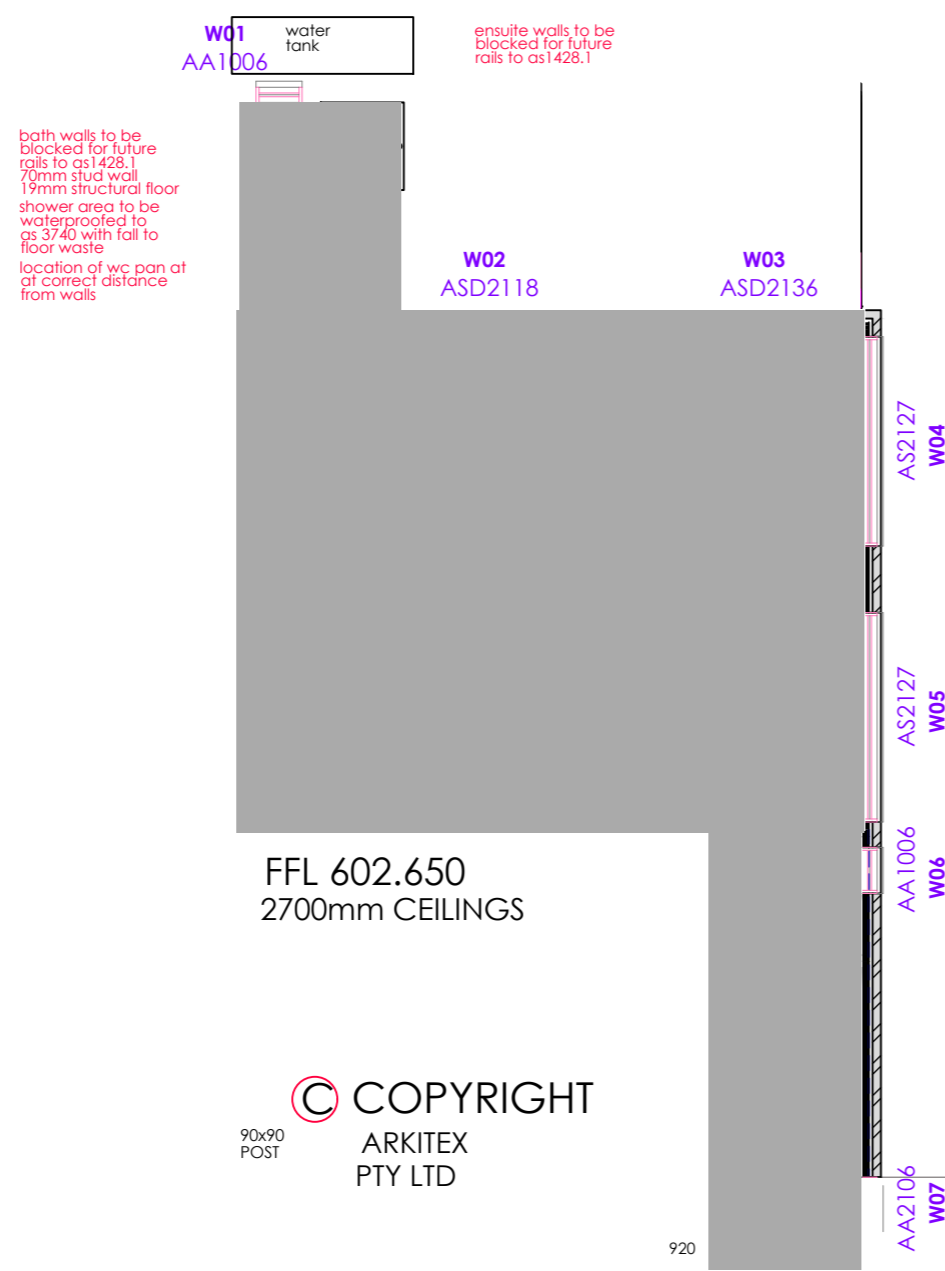 W01
AA1006
water
tank
ensuite walls to be
blocked for future
rails to as1428.1
bath walls to be
blocked for future
rails to as1428.1
70mm stud wall
19mm structural floor
shower area to be
waterproofed to
as 3740 with fall to
floor waste
location of wc pan at
at correct distance
from walls
W02
ASD2118
W03
ASD2136
AS2127
W04
AS2127
W05
AA1006
W06
FFL 602.650
2700mm CEILINGS
© COPYRIGHT
ARKITEX
PTY LTD
90x90
POST
AA2106
W07
920